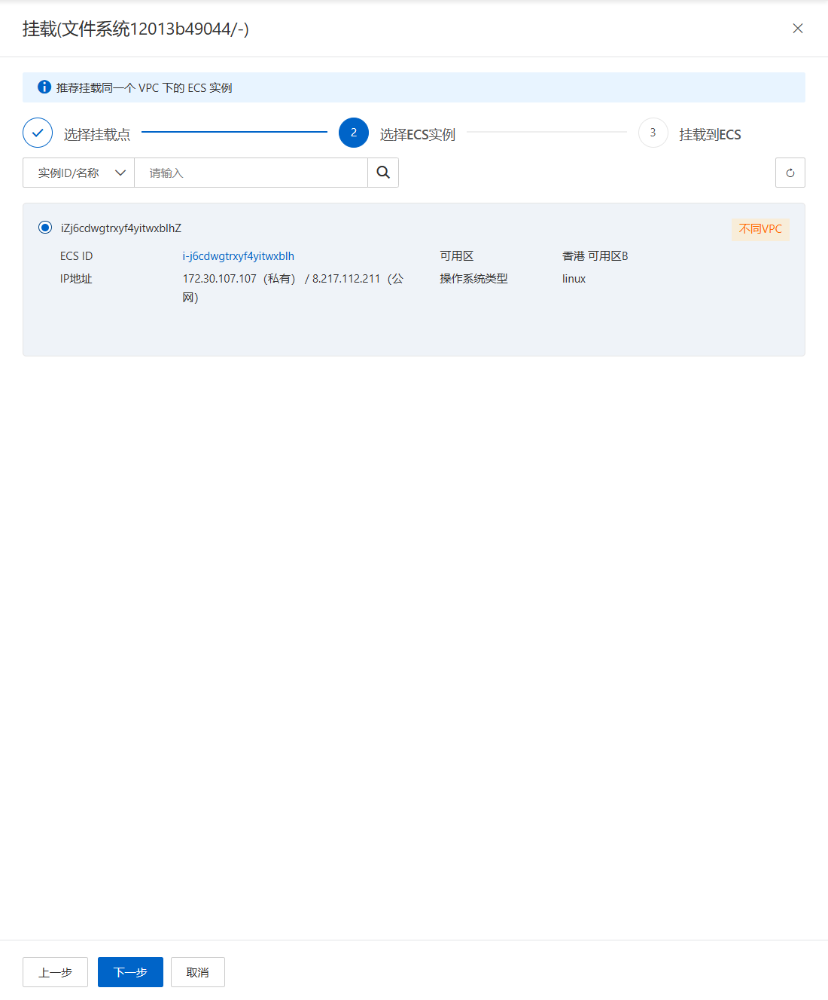 挂载(文件系统12013b49044/-)
推荐挂载同一个 VPC 下的 ECS 实例
选择挂载点
2 选择ECS实例
3 挂载到ECS
实例ID/名称 请输入
iZj6cdwgtrxyf4yitwxblhZ 不同VPC
ECS ID i-j6cdwgtrxyf4yitwxblh 可用区 香港 可用区B
IP地址 172.30.107.107（私有） / 8.217.112.211（公 操作系统类型 linux
网）
上一步 下一步 取消